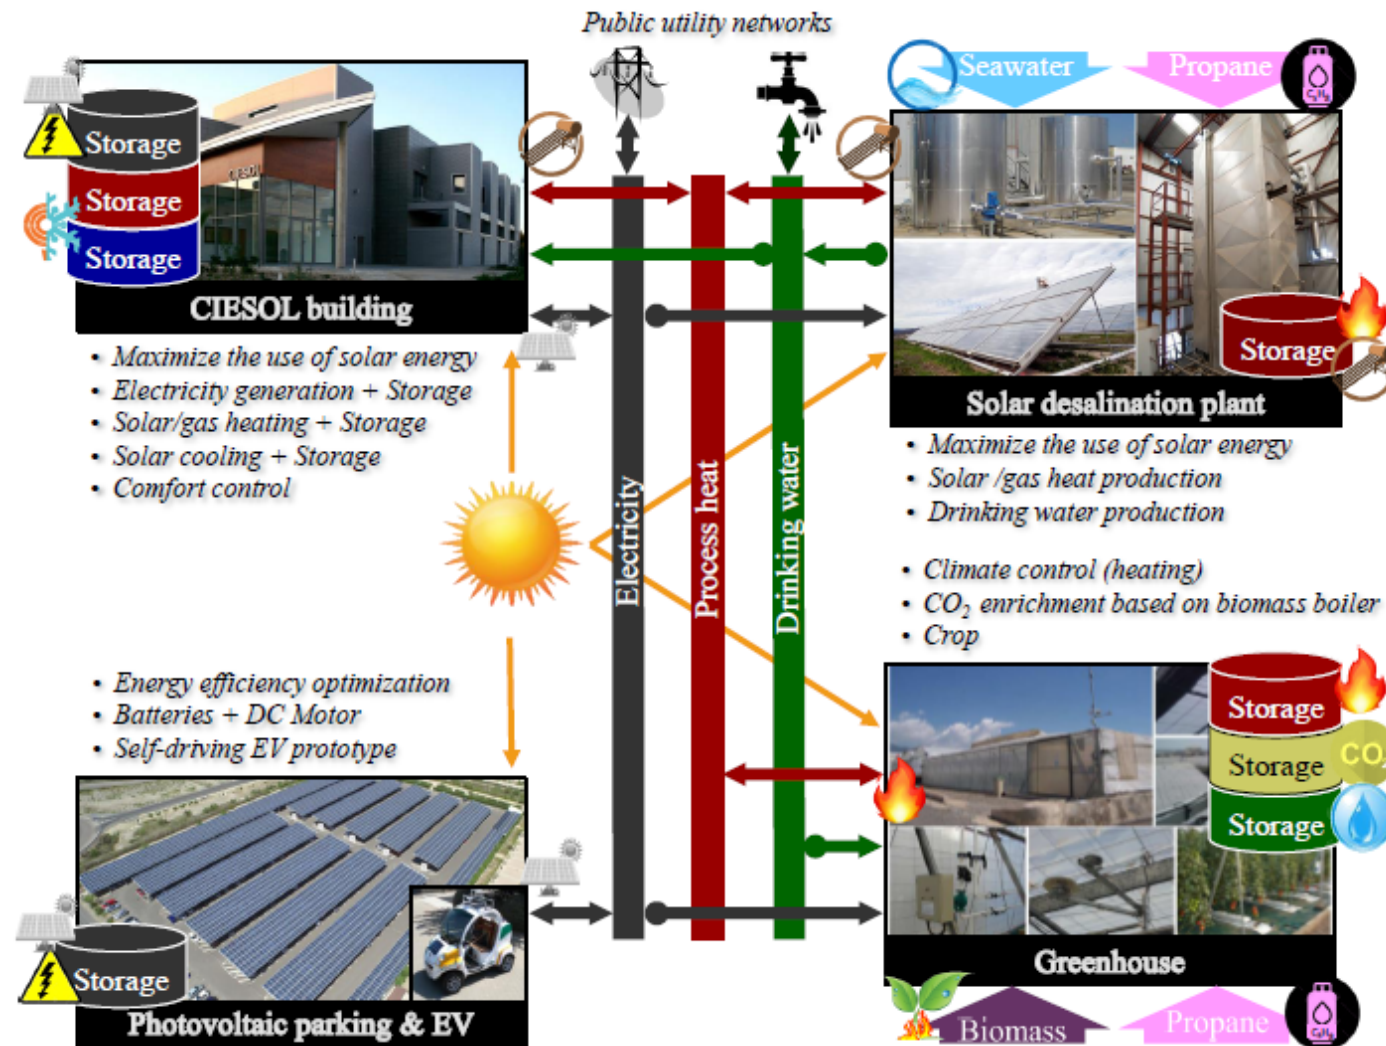 Public utility networks
Seawater
Propane
C₃H₈
Storage
Storage
Storage
CIESOL
CIESOL building
• Maximize the use of solar energy
• Electricity generation + Storage
• Solar/gas heating + Storage
• Solar cooling + Storage
• Comfort control
Storage
Solar desalination plant
• Maximize the use of solar energy
• Solar /gas heat production
• Drinking water production
Electricity
Process heat
Drinking water
• Climate control (heating)
• CO₂ enrichment based on biomass boiler
• Crop
• Energy efficiency optimization
• Batteries + DC Motor
• Self-driving EV prototype
Storage
Storage
CO₂
Storage
Storage
Photovoltaic parking & EV
Greenhouse
Biomass
Propane
C₃H₈